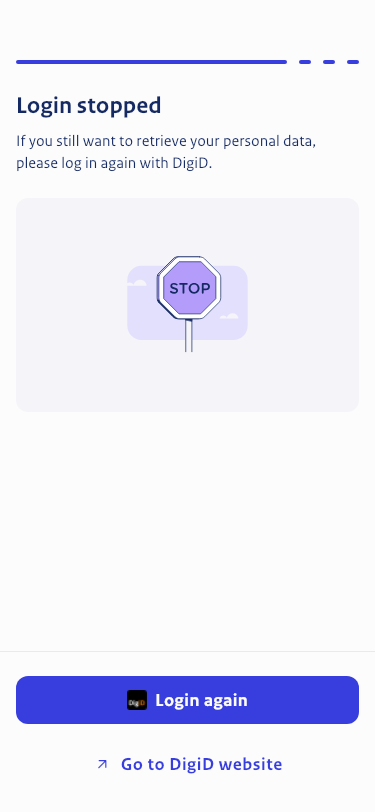 Login stopped
If you still want to retrieve your personal data,
please log in again with DigiD.
STOP
DigiD
Login again
Go to DigiD website